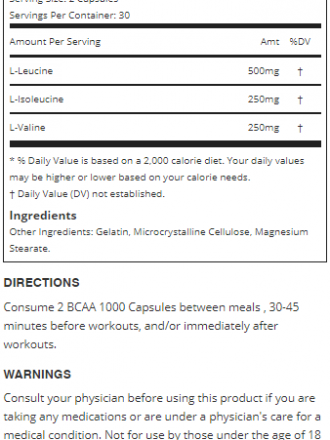 Serving Size: 2 Capsules
Servings Per Container: 30
Amount Per Serving Amt %DV
L-Leucine 500mg †
L-Isoleucine 250mg †
L-Valine 250mg †
* % Daily Value is based on a 2,000 calorie diet. Your daily values
may be higher or lower based on your calorie needs.
† Daily Value (DV) not established.
Ingredients
Other Ingredients: Gelatin, Microcrystalline Cellulose, Magnesium
Stearate.
DIRECTIONS
Consume 2 BCAA 1000 Capsules between meals , 30-45
minutes before workouts, and/or immediately after
workouts.
WARNINGS
Consult your physician before using this product if you are
taking any medications or are under a physician's care for a
medical condition. Not for use by those under the age of 18